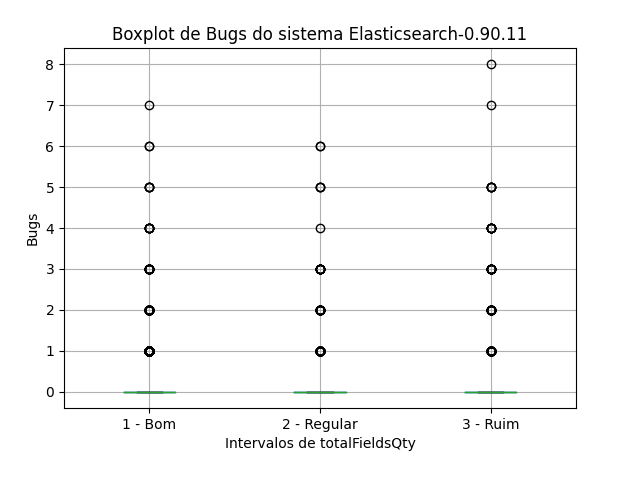 Boxplot de Bugs do sistema Elasticsearch-0.90.11
8
7
6
5
4
3
2
1
0
Bugs
1 - Bom
2 - Regular
3 - Ruim
Intervalos de totalFieldsQty